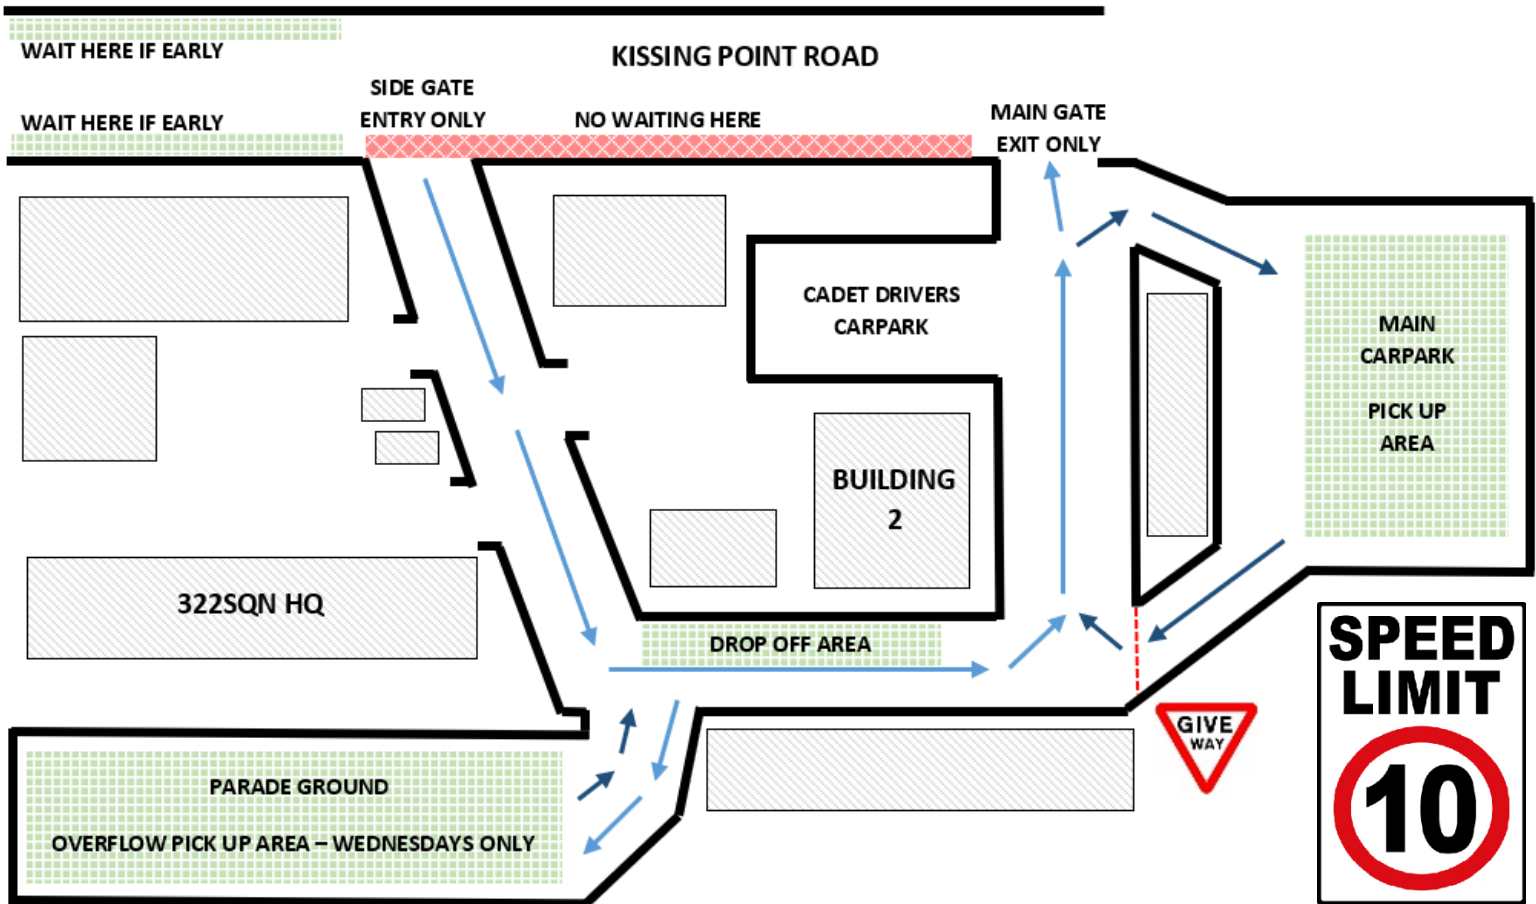 WAIT HERE IF EARLY
KISSING POINT ROAD
WAIT HERE IF EARLY
SIDE GATE
ENTRY ONLY
NO WAITING HERE
MAIN GATE
EXIT ONLY
CADET DRIVERS
CARPARK
MAIN
CARPARK
PICK UP
AREA
BUILDING
2
322SQN HQ
DROP OFF AREA
PARADE GROUND
OVERFLOW PICK UP AREA – WEDNESDAYS ONLY
GIVE
WAY
SPEED
LIMIT
10